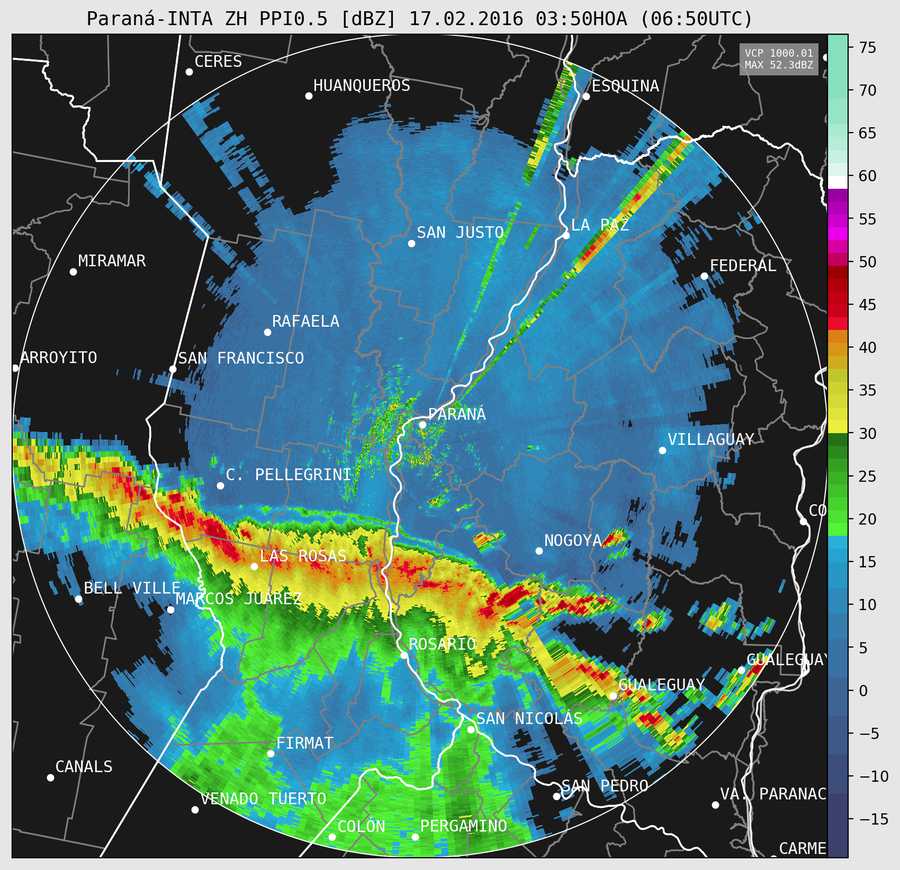 Paraná-INTA ZH PPI0.5 [dBZ] 17.02.2016 03:50HOA (06:50UTC)
VCP 1000.01
MAX 52.3dBZ
CERES
HUANQUEROS
ESQUINA
SAN JUSTO
LA PAZ
MIRAMAR
FEDERAL
RAFAELA
ARROYITO
SAN FRANCISCO
PARANÁ
VILLAGUAY
C. PELLEGRINI
CO
NOGOYA
LAS ROSAS
BELL VILLE
MARCOS JUÁREZ
ROSARIO
GUALEGUAY
GUALEGUAY
SAN NICOLÁS
FIRMAT
CANALS
SAN PEDRO
VENADO TUERTO
VA. PARANAC
COLÓN
PERGAMINO
CARME
75
70
65
60
55
50
45
40
35
30
25
20
15
10
5
0
−5
−10
−15